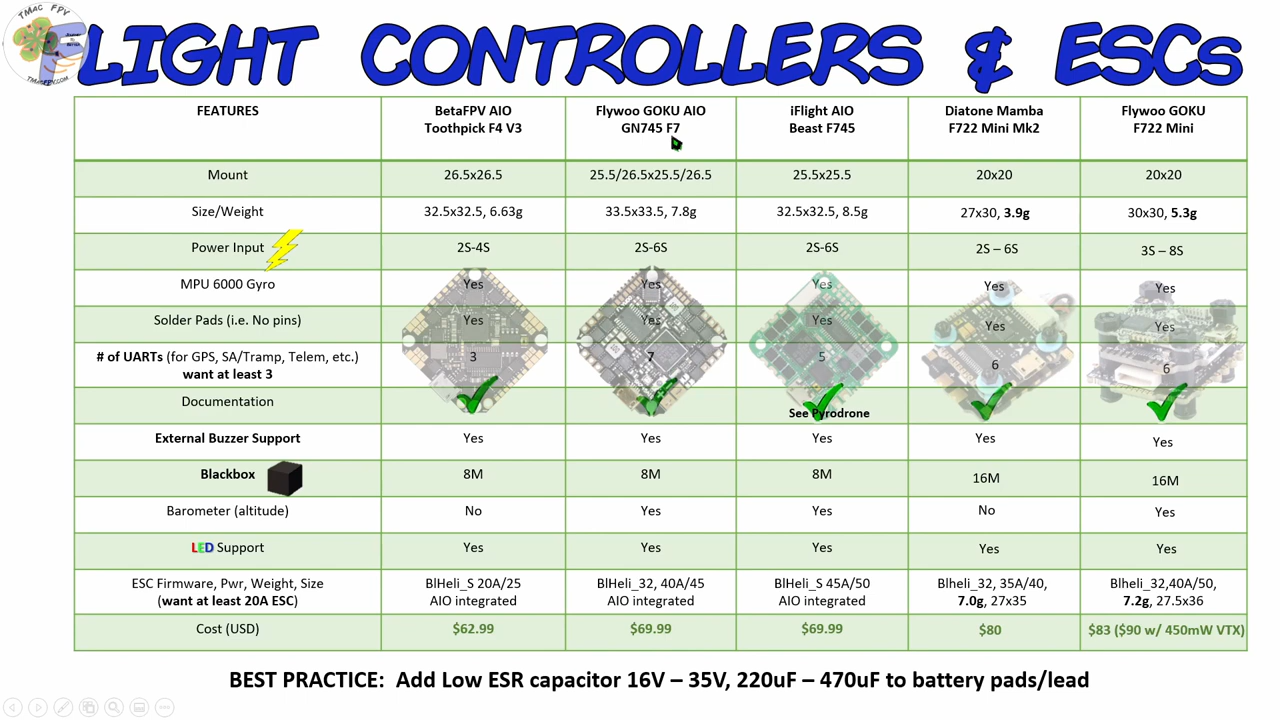 TMAC FPV
TMACFPV.COM
FLIGHT CONTROLLERS & ESCs
FEATURES
BetaFPV AIO
Toothpick F4 V3
Flywoo GOKU AIO
GN745 F7
iFlight AIO
Beast F745
Diatone Mamba
F722 Mini Mk2
Flywoo GOKU
F722 Mini
Mount
26.5x26.5
25.5/26.5x25.5/26.5
25.5x25.5
20x20
20x20
Size/Weight
32.5x32.5, 6.63g
33.5x33.5, 7.8g
32.5x32.5, 8.5g
27x30, 3.9g
30x30, 5.3g
Power Input
2S-4S
2S-6S
2S-6S
2S – 6S
3S – 8S
MPU 6000 Gyro
Yes
Yes
Yes
Yes
Yes
Solder Pads (i.e. No pins)
Yes
Yes
Yes
Yes
Yes
# of UARTs (for GPS, SA/Tramp, Telem, etc.)
want at least 3
3
7
5
6
6
Documentation
See Pyrodrone
External Buzzer Support
Yes
Yes
Yes
Yes
Yes
Blackbox
8M
8M
8M
16M
16M
Barometer (altitude)
No
Yes
Yes
No
Yes
LED Support
Yes
Yes
Yes
Yes
Yes
ESC Firmware, Pwr, Weight, Size
(want at least 20A ESC)
BlHeli_S 20A/25
AIO integrated
BlHeli_32, 40A/45
AIO integrated
BlHeli_S 45A/50
AIO integrated
Blheli_32, 35A/40,
7.0g, 27x35
Blheli_32,40A/50,
7.2g, 27.5x36
Cost (USD)
$62.99
$69.99
$69.99
$80
$83 ($90 w/ 450mW VTX)
BEST PRACTICE: Add Low ESR capacitor 16V – 35V, 220uF – 470uF to battery pads/lead